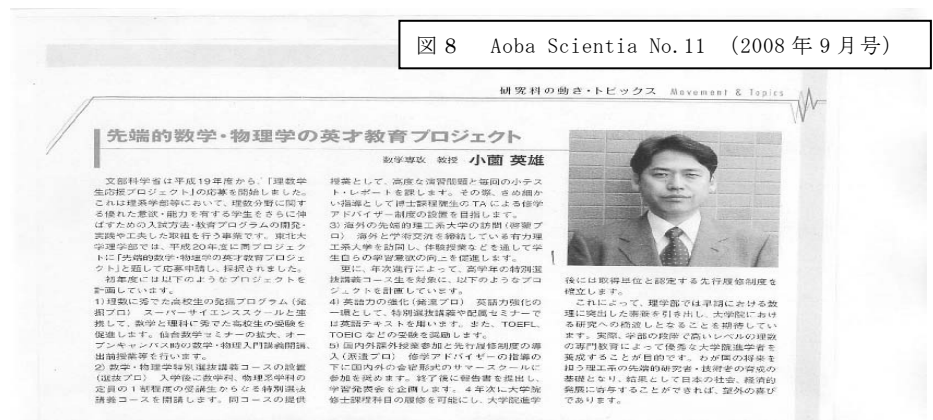 図8 Aoba Scientia No.11 (2008年9月号)
研究科の動き・トピックス Movement & Topics
先端的数学・物理学の英才教育プロジェクト
数学専攻 教授 小薗 英雄
文部科学省は平成19年度から、「理数学
生応援プロジェクト」の応募を開始しました。
これは理系学部等において、理数分野に関す
る優れた意欲・能力を有する学生をさらに伸
ばすための入試方法・教育プログラムの開発・
実践や工夫した取組を行う事業です。東北大
学理学部では、平成20年度に同プロジェク
トに「先端的数学・物理学の英才教育プロジェ
クト」と題して応募申請し、採択されました。
初年度には以下のようなプロジェクトを
計画しています。
1)理数に秀でた高校生の発掘プログラム(発
掘プロ) スーパーサイエンススクールと連
携して、数学と理科に秀でた高校生の受験を
促進します。仙台数学セミナーの拡大、オー
プンキャンパス時の数学・物理入門講義開講、
出前授業等を行います。
2)数学・物理学特別選抜講義コースの設置
(選抜プロ) 入学後に数学科、物理系学科の
定員の1割程度の受講生からなる特別選抜
講義コースを開講します。同コースの提供
授業として、高度な演習問題と毎回の小テス
ト・レポートを課します。その際、きめ細か
い指導として博士課程院生のTAによる修学
アドバイザー制度の設置を目指します。
3)海外の先端的理工系大学の訪問(啓蒙プ
ロ) 海外と学術交流を締結している有力理
工系大学を訪問し、体験授業などを通して学
生自らの学習意欲の向上を促進します。
更に、年次進行によって、高学年の特別選
抜講義コース生を対象に、以下のようなプロ
ジェクトを計画しています。
4)英語力の強化(発進プロ) 英語力強化の
一環として、特別選抜講義や配属セミナーで
は英語テキストを用います。また、TOEFL、
TOEICなどの受験を奨励します。
5)国内外課外授業参加と先行履修制度の導
入(派遣プロ) 修学アドバイザーの指導の
下に国内外の合宿形式のサマースクールに
参加を奨めます。終了後に報告書を提出し、
学習発表会を企画します。4年次に大学院
修士課程科目の履修を可能にし、大学院進学
後には取得単位と認定する先行履修制度を
確立します。
これによって、理学部では早期における数
理に突出した素養を引き出し、大学院におけ
る研究への橋渡しとなることを期待してい
ます。実際、学部の段階で高いレベルの理数
の専門教育によって優秀な大学院進学者を
養成することが目的です。わが国の将来を
担う理工系の先端的研究者・技術者の育成の
基礎となり、結果として日本の社会、経済的
発展に寄与することができれば、望外の喜び
であります。